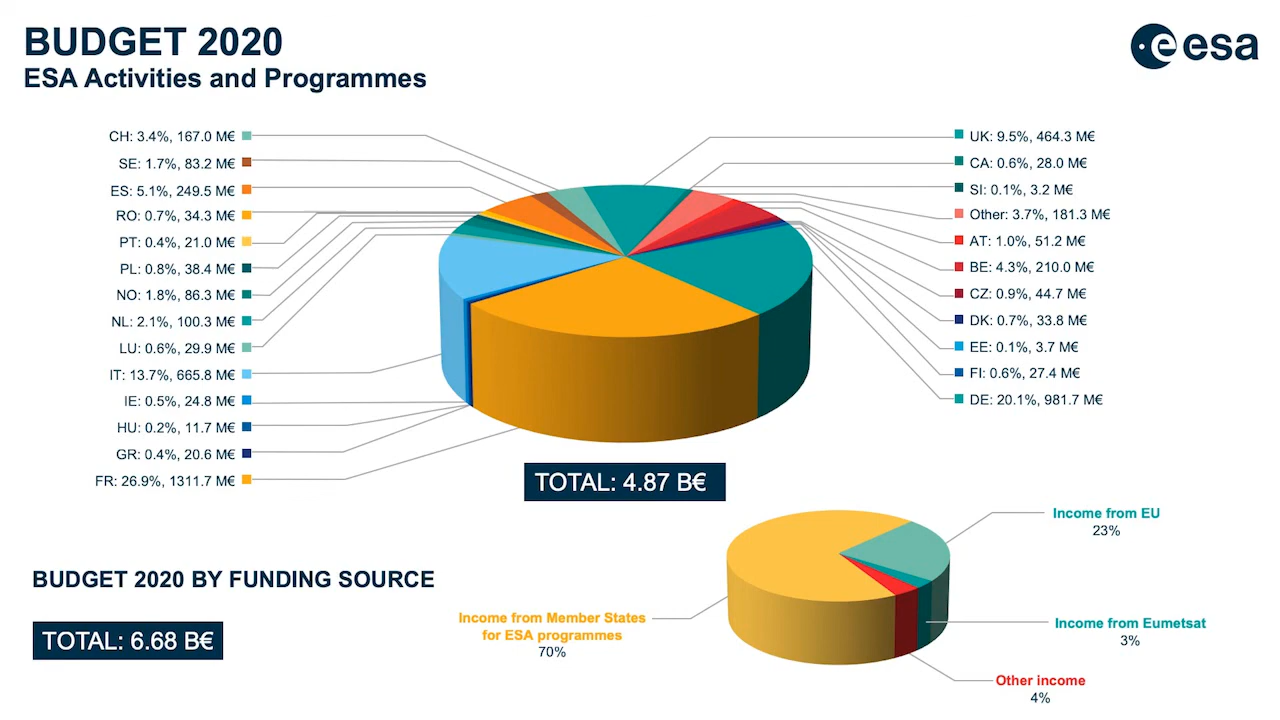 BUDGET 2020
ESA Activities and Programmes
esa
CH: 3.4%, 167.0 M€
SE: 1.7%, 83.2 M€
ES: 5.1%, 249.5 M€
RO: 0.7%, 34.3 M€
PT: 0.4%, 21.0 M€
PL: 0.8%, 38.4 M€
NO: 1.8%, 86.3 M€
NL: 2.1%, 100.3 M€
LU: 0.6%, 29.9 M€
IT: 13.7%, 665.8 M€
IE: 0.5%, 24.8 M€
HU: 0.2%, 11.7 M€
GR: 0.4%, 20.6 M€
FR: 26.9%, 1311.7 M€
UK: 9.5%, 464.3 M€
CA: 0.6%, 28.0 M€
SI: 0.1%, 3.2 M€
Other: 3.7%, 181.3 M€
AT: 1.0%, 51.2 M€
BE: 4.3%, 210.0 M€
CZ: 0.9%, 44.7 M€
DK: 0.7%, 33.8 M€
EE: 0.1%, 3.7 M€
FI: 0.6%, 27.4 M€
DE: 20.1%, 981.7 M€
TOTAL: 4.87 B€
BUDGET 2020 BY FUNDING SOURCE
TOTAL: 6.68 B€
Income from Member States
for ESA programmes
70%
Income from EU
23%
Income from Eumetsat
3%
Other income
4%